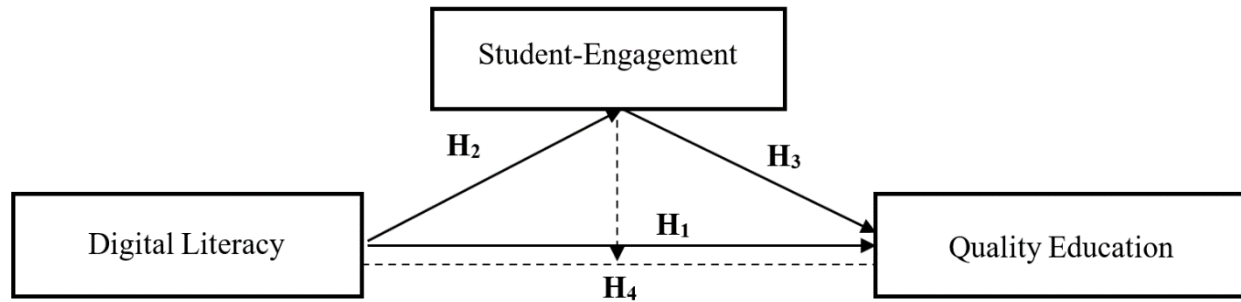 Student-Engagement
H₂
H₃
Digital Literacy
H₁
Quality Education
H₄